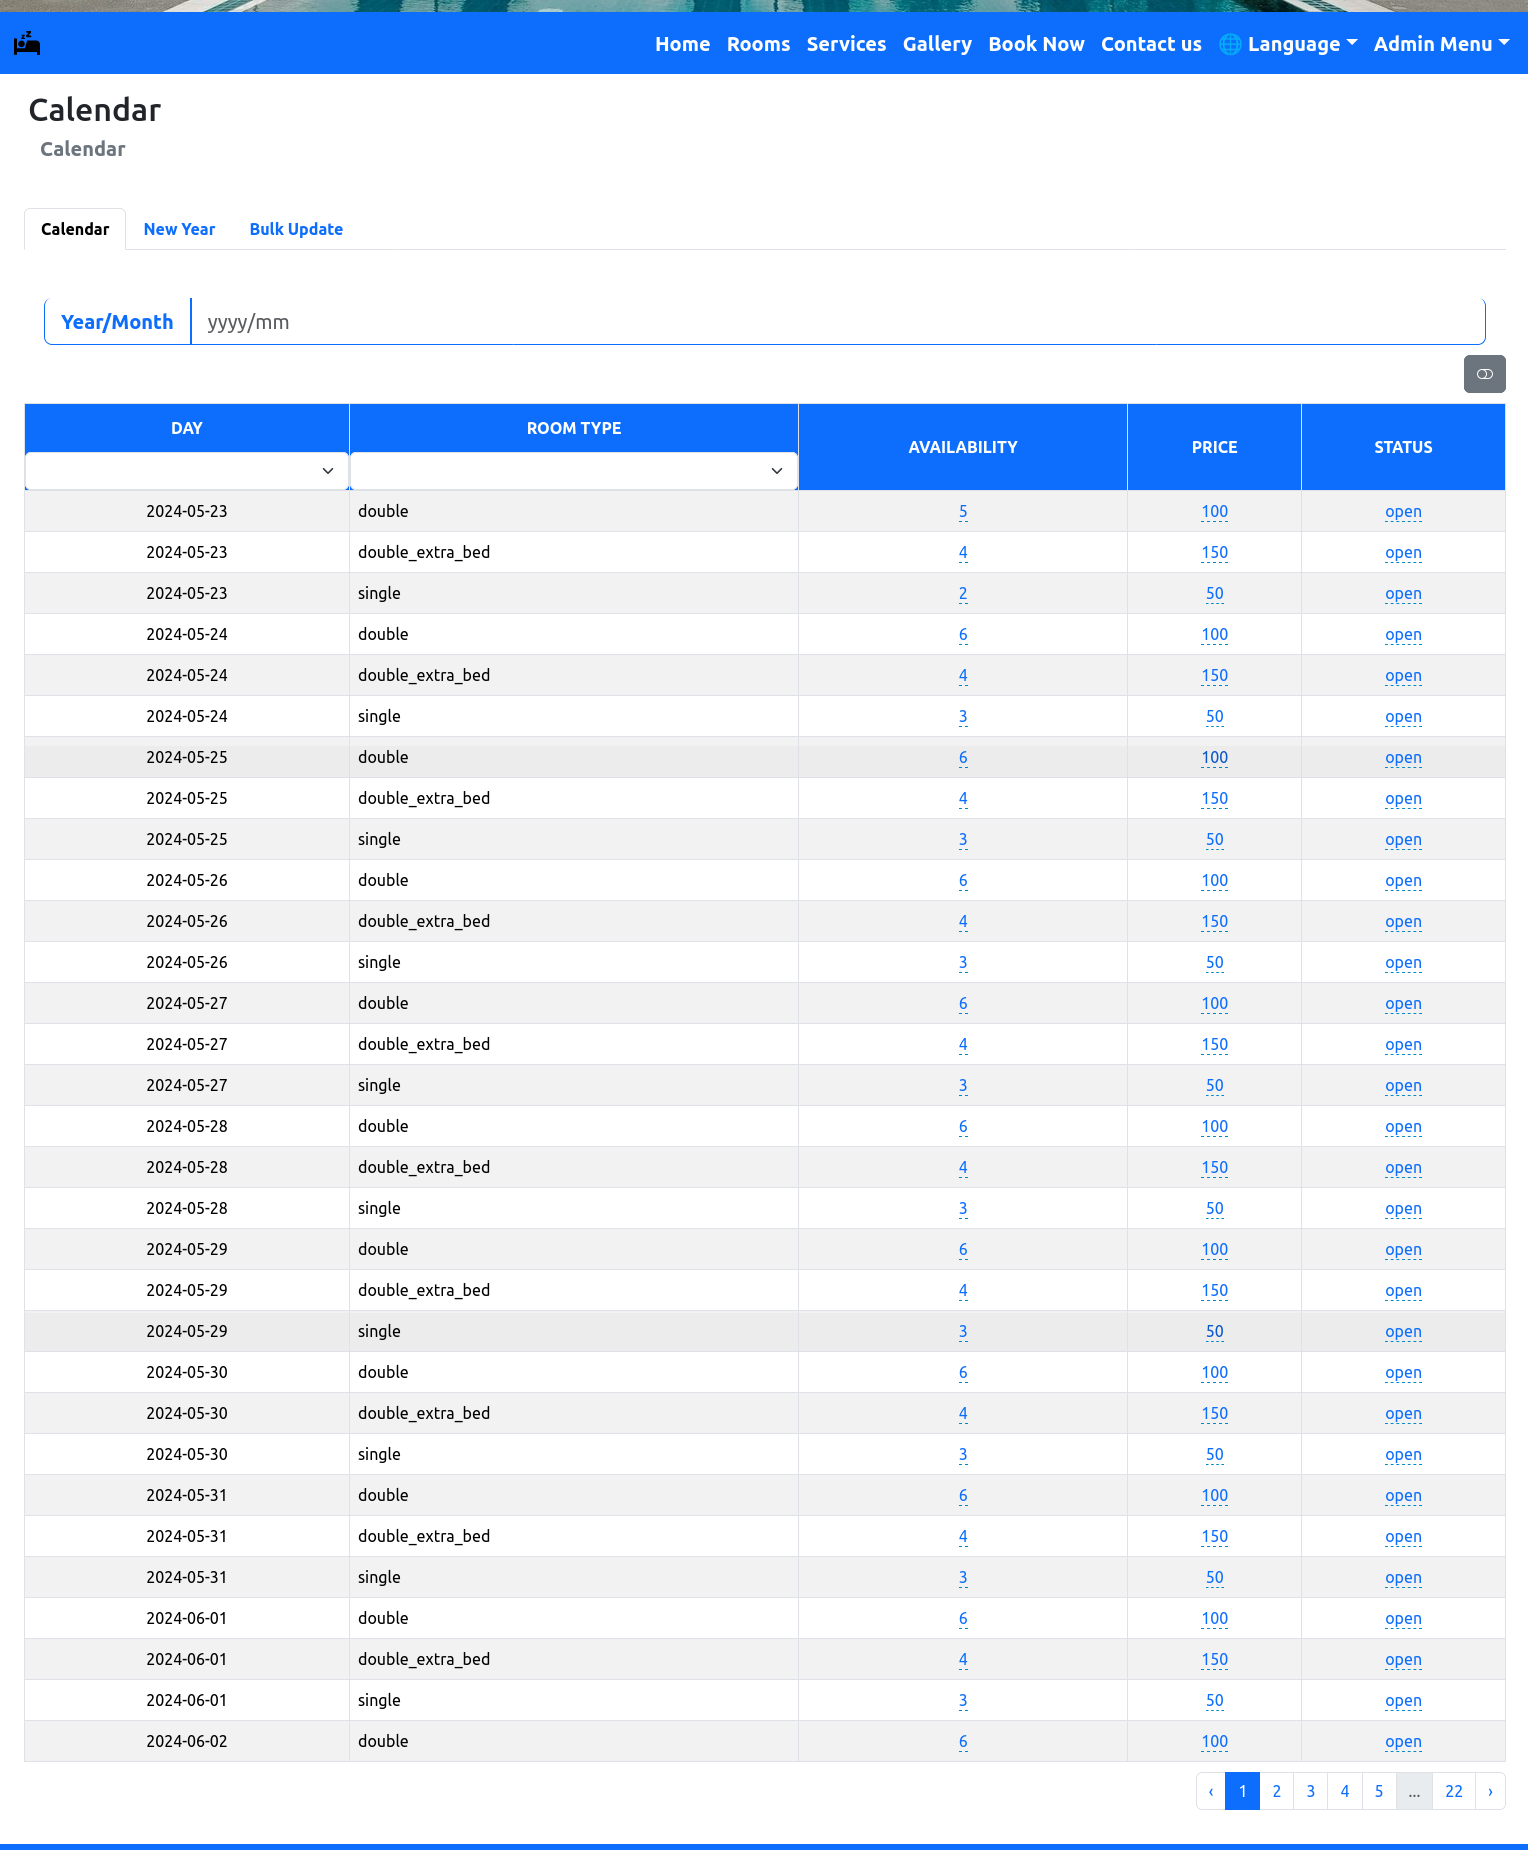 Home Rooms Services Gallery Book Now Contact us 🌐 Language Admin Menu
Calendar
Calendar
Calendar New Year Bulk Update
Year/Month yyyy/mm
DAY ROOM TYPE AVAILABILITY PRICE STATUS
2024-05-23 double 5 100 open
2024-05-23 double_extra_bed 4 150 open
2024-05-23 single 2 50 open
2024-05-24 double 6 100 open
2024-05-24 double_extra_bed 4 150 open
2024-05-24 single 3 50 open
2024-05-25 double 6 100 open
2024-05-25 double_extra_bed 4 150 open
2024-05-25 single 3 50 open
2024-05-26 double 6 100 open
2024-05-26 double_extra_bed 4 150 open
2024-05-26 single 3 50 open
2024-05-27 double 6 100 open
2024-05-27 double_extra_bed 4 150 open
2024-05-27 single 3 50 open
2024-05-28 double 6 100 open
2024-05-28 double_extra_bed 4 150 open
2024-05-28 single 3 50 open
2024-05-29 double 6 100 open
2024-05-29 double_extra_bed 4 150 open
2024-05-29 single 3 50 open
2024-05-30 double 6 100 open
2024-05-30 double_extra_bed 4 150 open
2024-05-30 single 3 50 open
2024-05-31 double 6 100 open
2024-05-31 double_extra_bed 4 150 open
2024-05-31 single 3 50 open
2024-06-01 double 6 100 open
2024-06-01 double_extra_bed 4 150 open
2024-06-01 single 3 50 open
2024-06-02 double 6 100 open
‹ 1 2 3 4 5 ... 22 ›